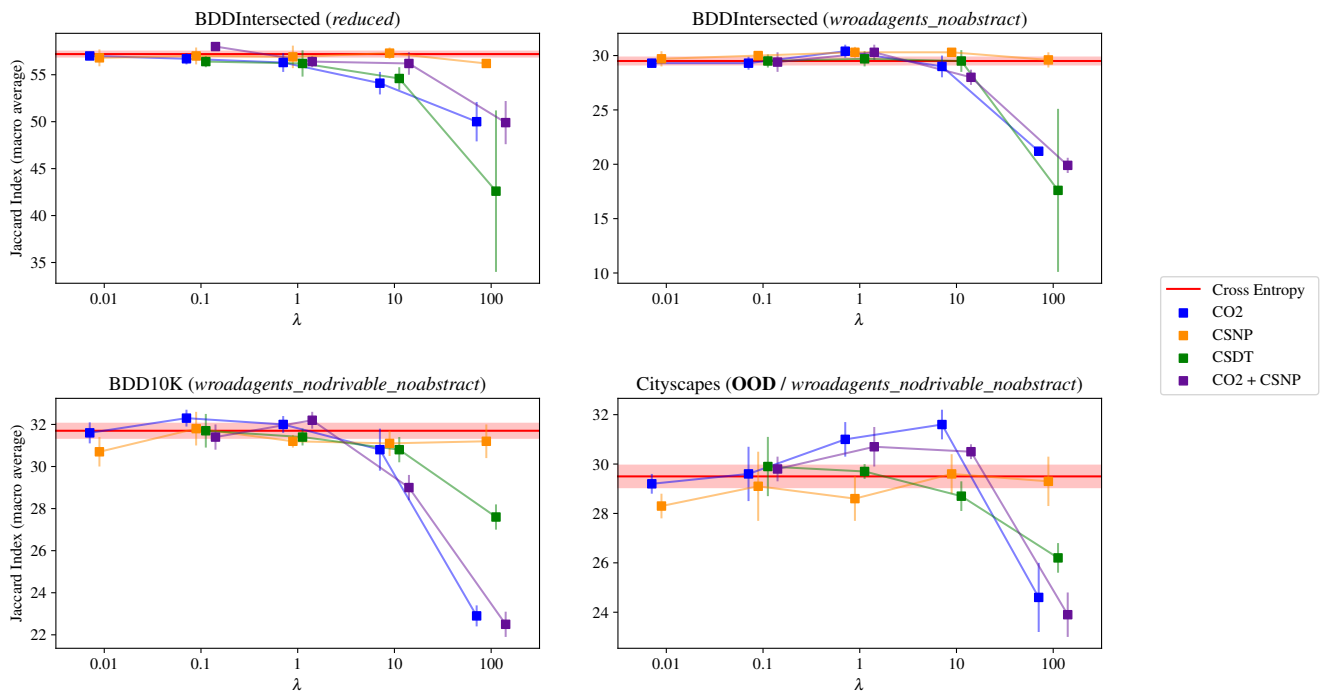 BDDIntersected (reduced)
Jaccard Index (macro average)
55
50
45
40
35
0.01 0.1 1 10 100
λ
BDDIntersected (wroadagents_noabstract)
30
25
20
15
10
0.01 0.1 1 10 100
λ
Cross Entropy
CO2
CSNP
CSDT
CO2 + CSNP
BDD10K (wroadagents_nodrivable_noabstract)
Jaccard Index (macro average)
32
30
28
26
24
22
0.01 0.1 1 10 100
λ
Cityscapes (OOD / wroadagents_nodrivable_noabstract)
32
30
28
26
24
0.01 0.1 1 10 100
λ